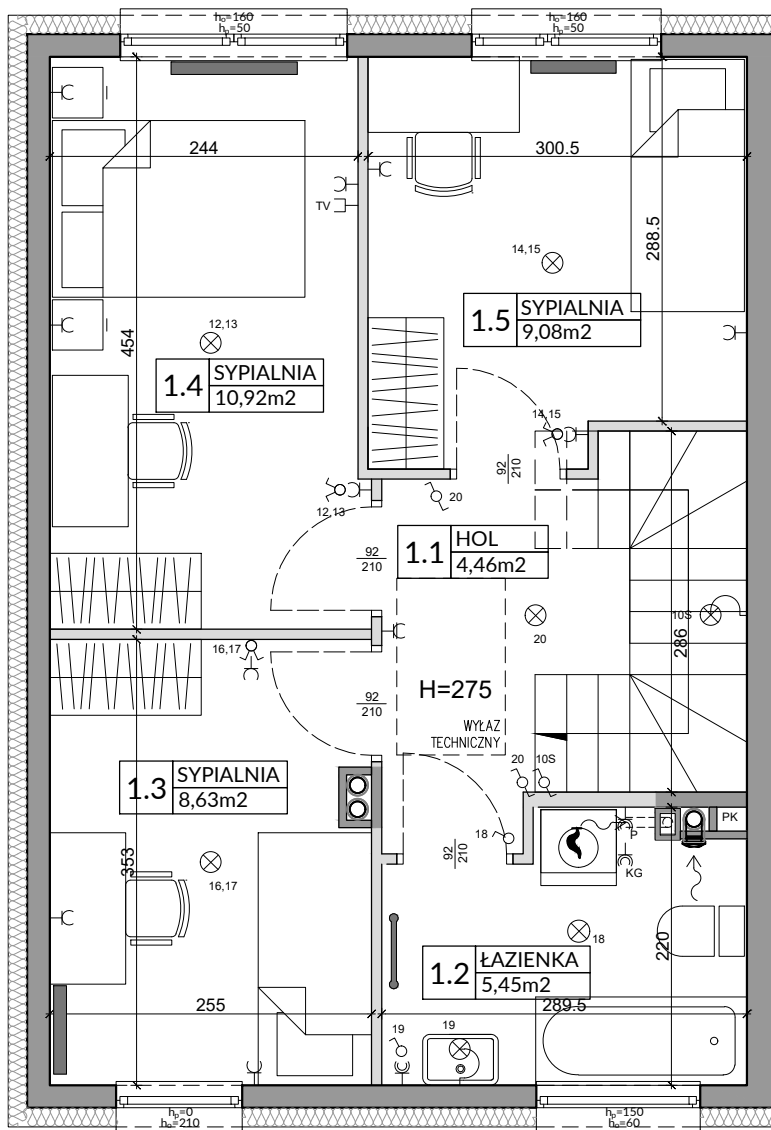 hₒ=160
hₚ=50
hₒ=160
hₚ=50
244
300.5
TV
14,15
288.5
12,13
454
1.5
SYPIALNIA
9,08m2
1.4
SYPIALNIA
10,92m2
14,15
92
210
12,13
20
92
210
1.1
HOL
4,46m2
20
10S
286
16,17
92
210
H=275
WYŁAZ
TECHNICZNY
20
10S
1.3
SYPIALNIA
8,63m2
18
92
210
P
PK
KG
353
16,17
18
220
1.2
ŁAZIENKA
5,45m2
255
289.5
19
19
hₚ=0
hₒ=210
hₚ=150
hₒ=60